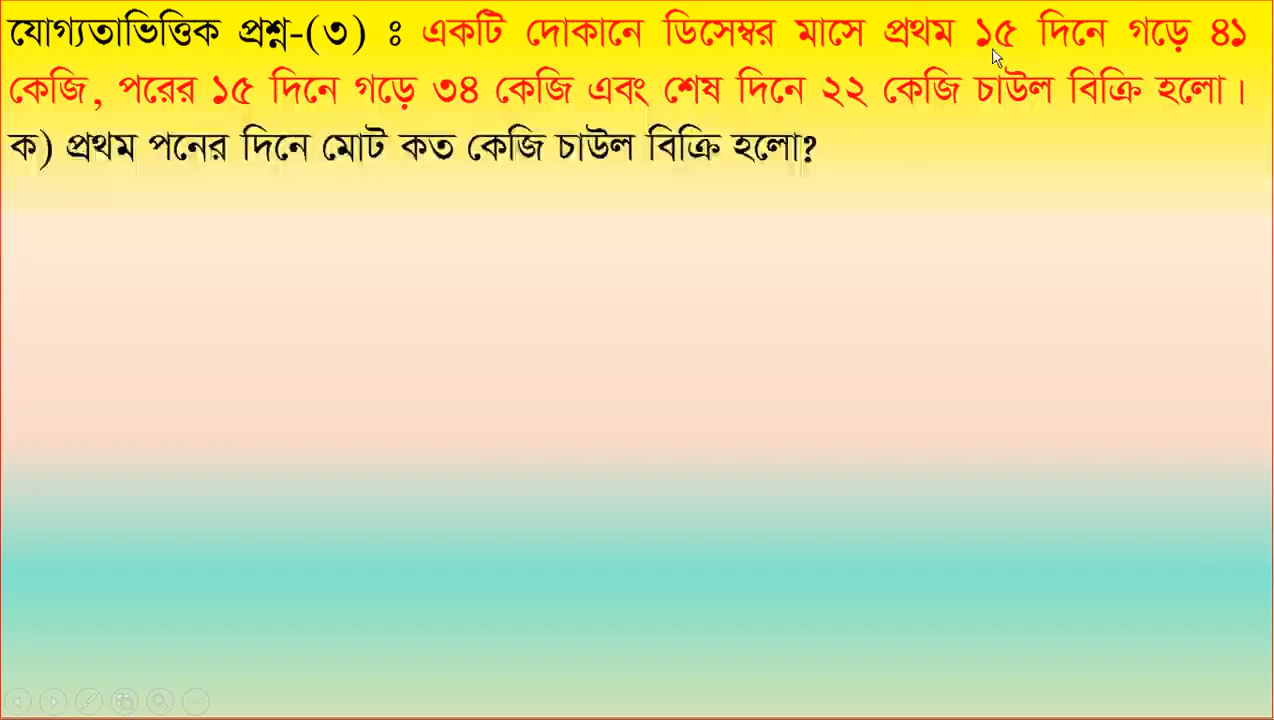 যোগ্যতাভিত্তিক প্রশ্ন-(৩) ঃ একটি দোকানে ডিসেম্বর মাসে প্রথম ১৫ দিনে গড়ে ৪১
কেজি, পরের ১৫ দিনে গড়ে ৩৪ কেজি এবং শেষ দিনে ২২ কেজি চাউল বিক্রি হলো।
ক) প্রথম পনের দিনে মোট কত কেজি চাউল বিক্রি হলো?